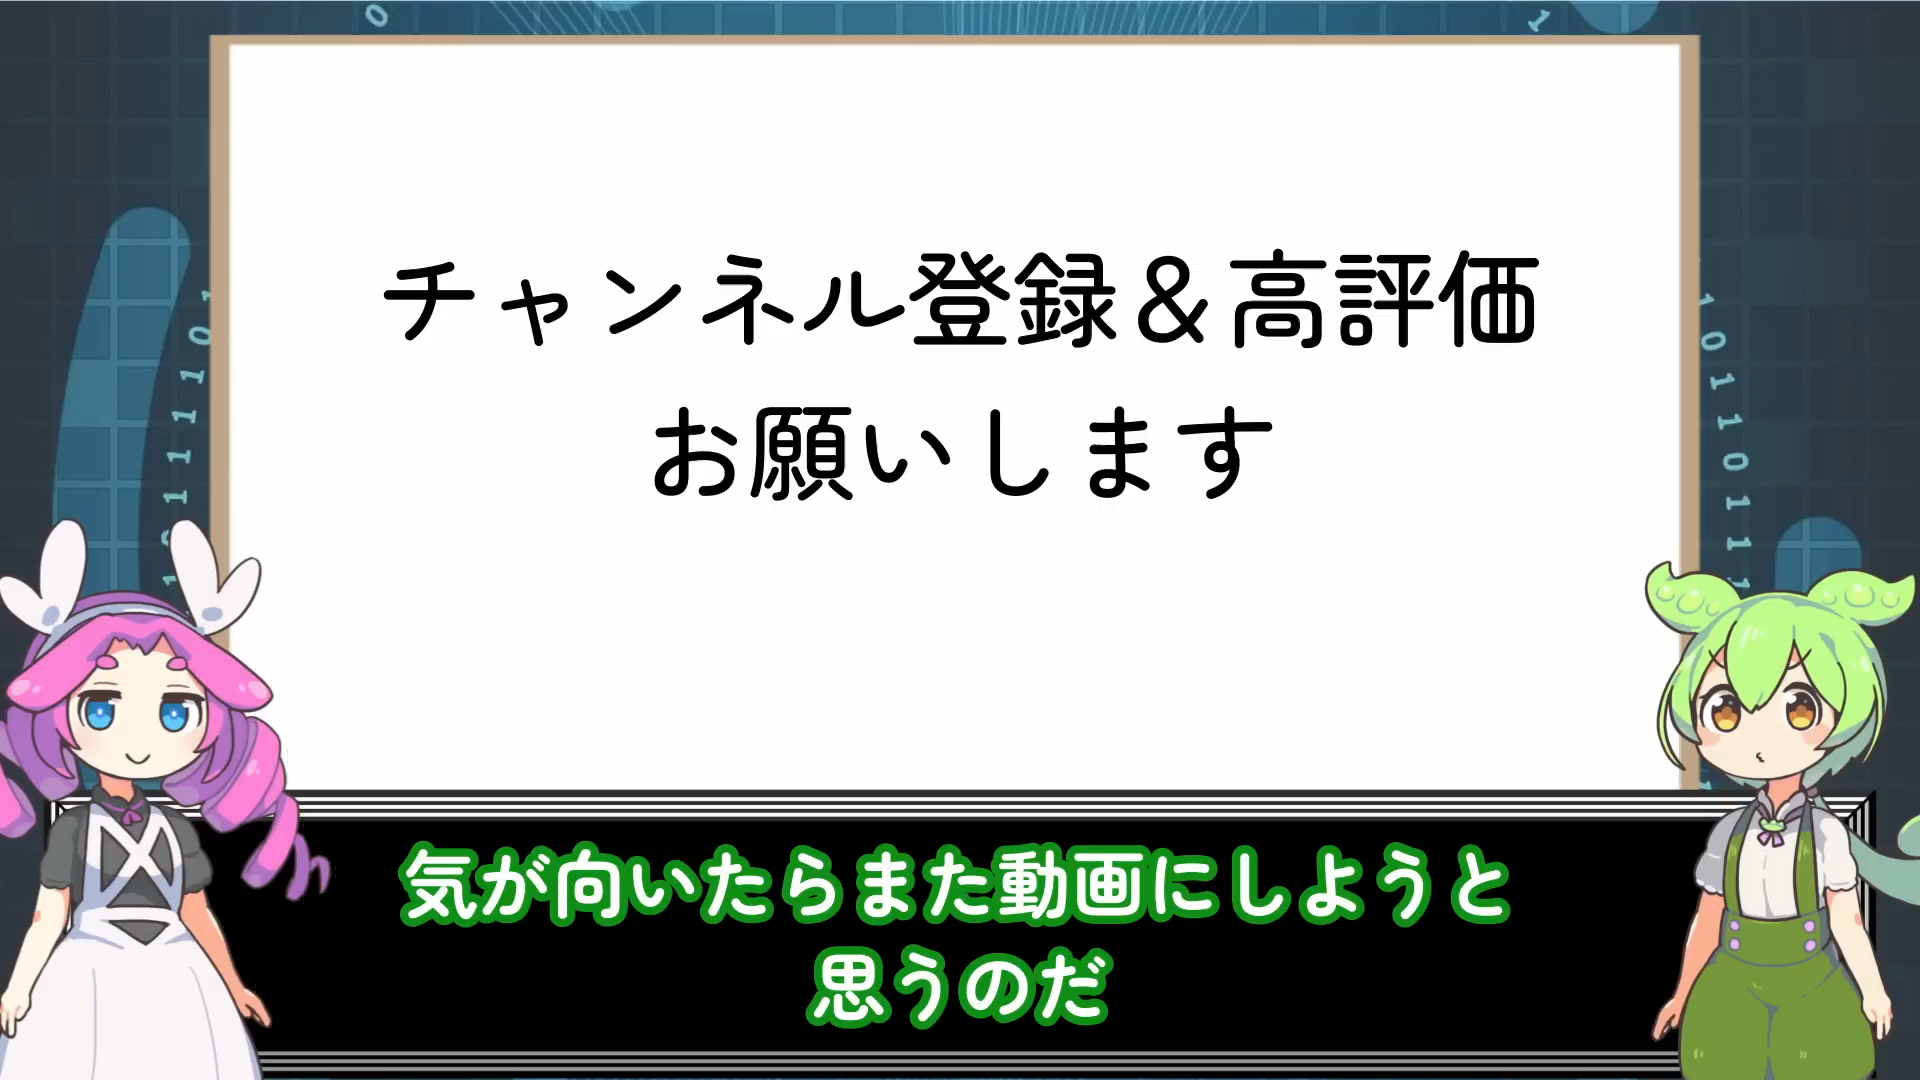 チャンネル登録＆高評価
お願いします
気が向いたらまた動画にしようと
思うのだ